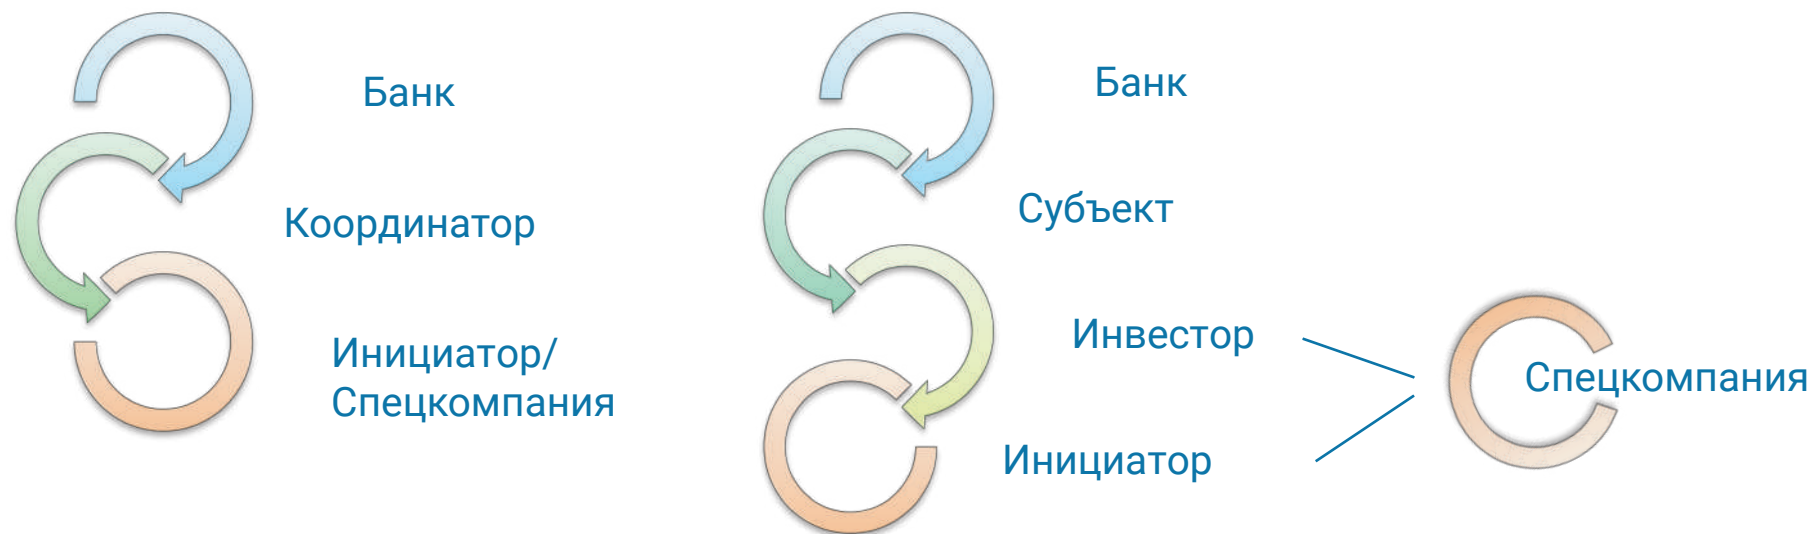 Банк
Координатор
Инициатор/
Спецкомпания
Банк
Субъект
Инвестор
Инициатор
Спецкомпания